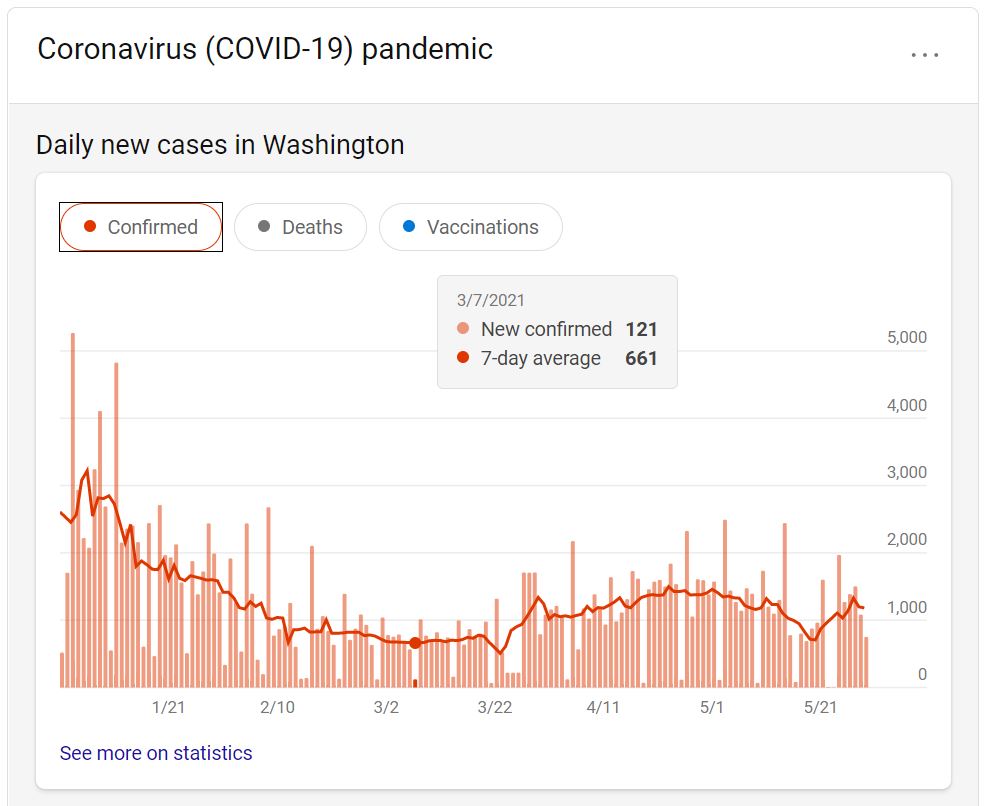 Coronavirus (COVID-19) pandemic
Daily new cases in Washington
Confirmed
Deaths
Vaccinations
3/7/2021
New confirmed 121
7-day average 661
5,000
4,000
3,000
2,000
1,000
0
1/21 2/10 3/2 3/22 4/11 5/1 5/21
See more on statistics